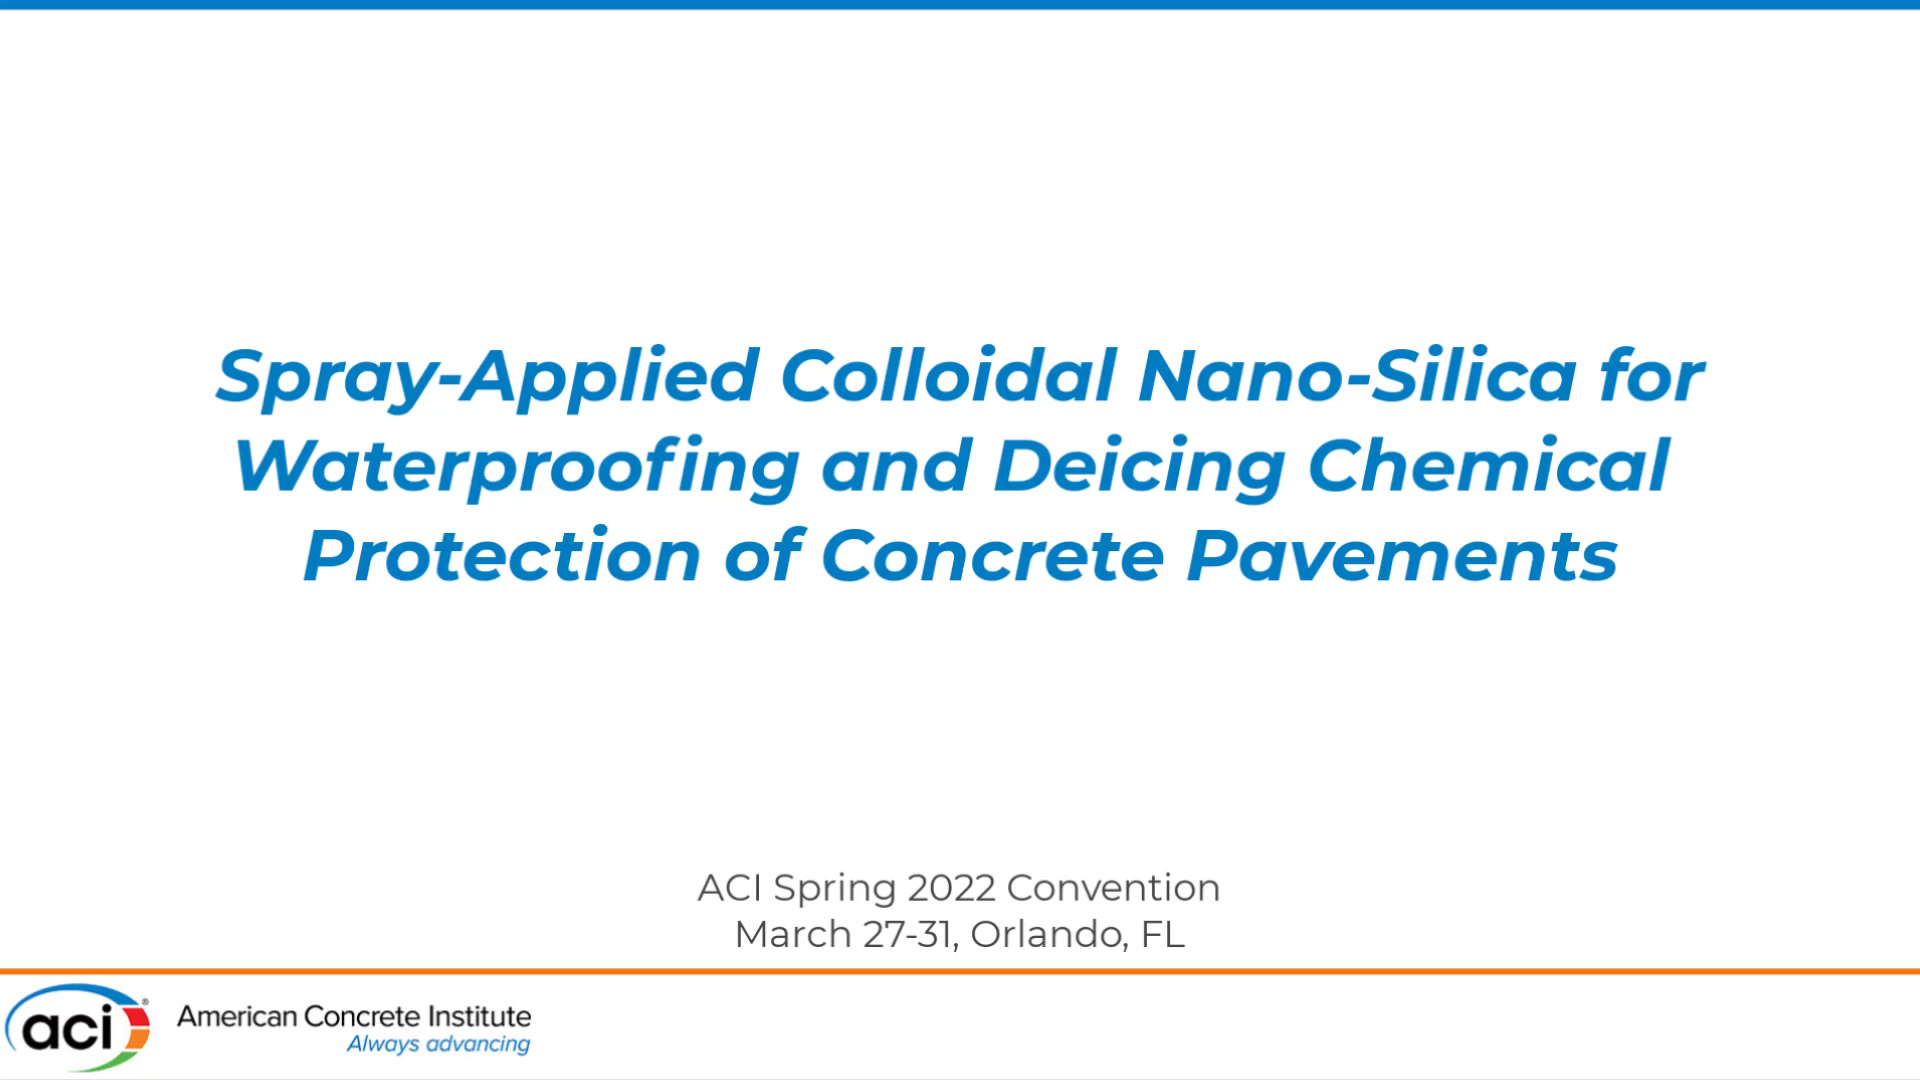 Spray-Applied Colloidal Nano-Silica for
Waterproofing and Deicing Chemical
Protection of Concrete Pavements
ACI Spring 2022 Convention
March 27-31, Orlando, FL
aci®
American Concrete Institute
Always advancing